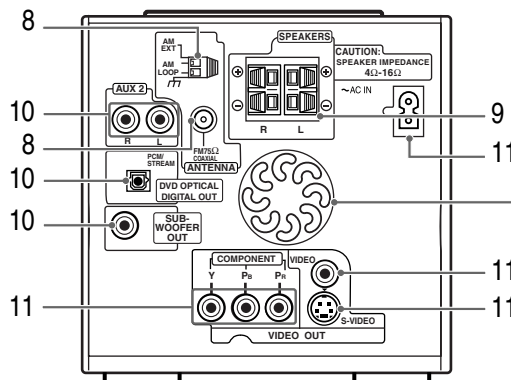 8
AM
EXT
AM
LOOP
SPEAKERS
CAUTION:
SPEAKER IMPEDANCE
4Ω-16Ω
∼AC IN
AUX 2
10
R L
8
FM75Ω
COAXIAL
ANTENNA
R L
9
11
PCM/
STREAM
10
DVD OPTICAL
DIGITAL OUT
10
SUB-
WOOFER
OUT
COMPONENT
Y PB PR
VIDEO
11
11
S-VIDEO
11
VIDEO OUT